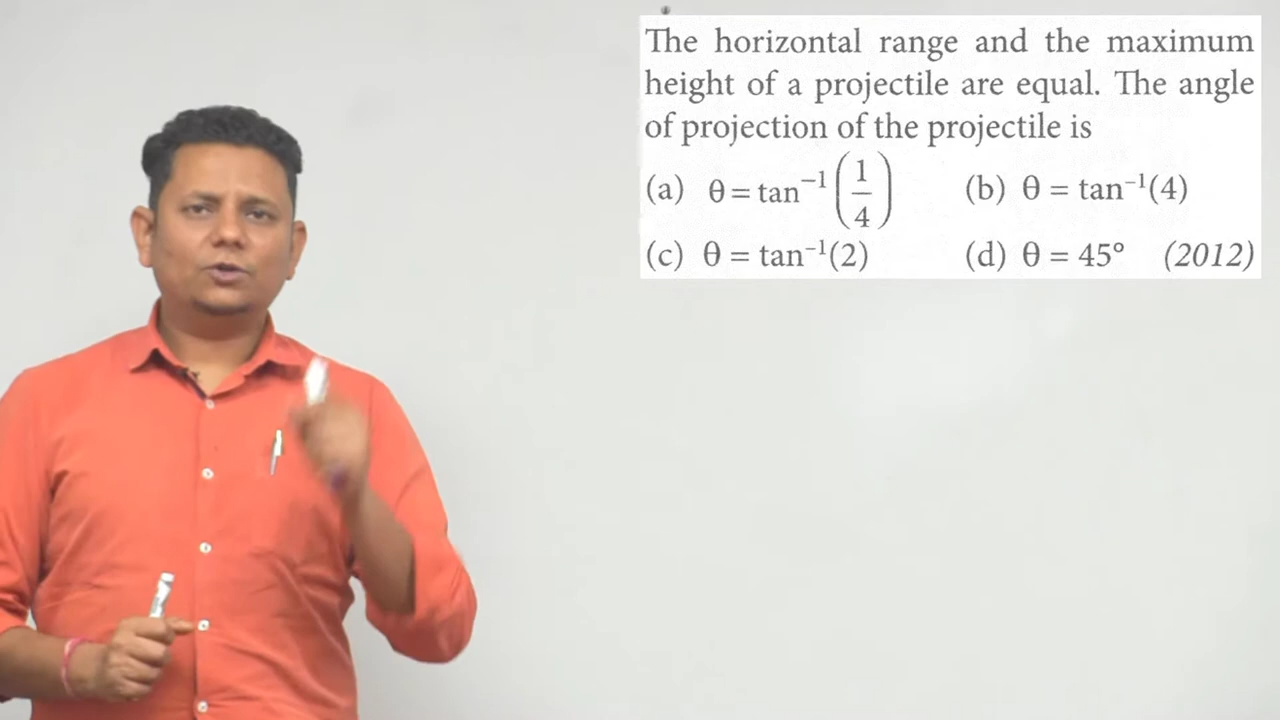 The horizontal range and the maximum
height of a projectile are equal. The angle
of projection of the projectile is
(a) θ = tan⁻¹(1/4) (b) θ = tan⁻¹(4)
(c) θ = tan⁻¹(2) (d) θ = 45° (2012)